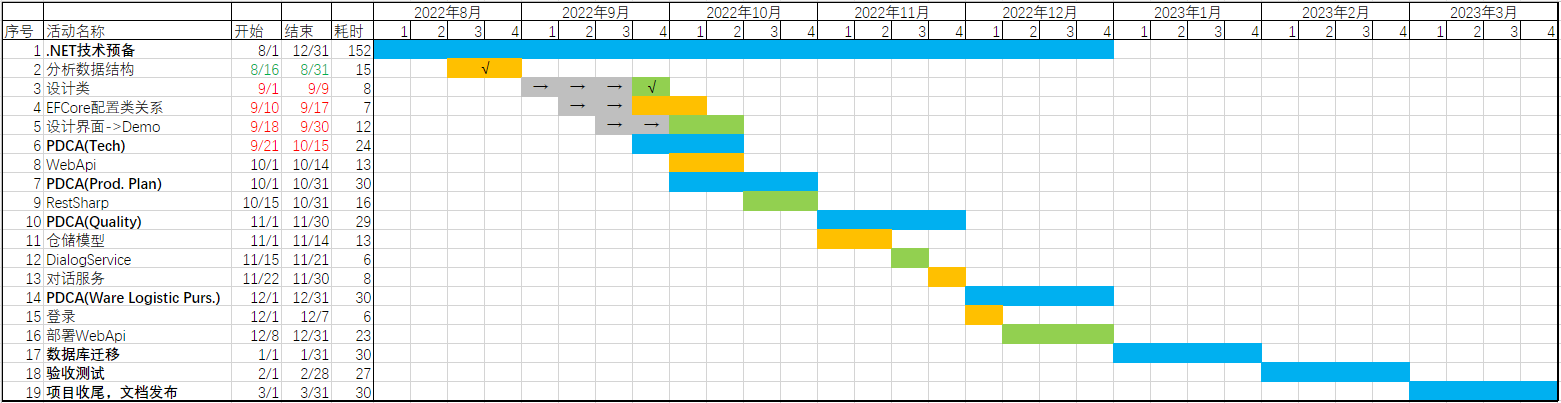 2022年8月 2022年9月 2022年10月 2022年11月 2022年12月 2023年1月 2023年2月 2023年3月
序号 活动名称 开始 结束 耗时 1 2 3 4 1 2 3 4 1 2 3 4 1 2 3 4 1 2 3 4 1 2 3 4 1 2 3 4 1 2 3 4
1 .NET技术预备 8/1 12/31 152
2 分析数据结构 8/16 8/31 15 √
3 设计类 9/1 9/9 8 → → → √
4 EFCore配置类关系 9/10 9/17 7 → →
5 设计界面->Demo 9/18 9/30 12 → →
6 PDCA(Tech) 9/21 10/15 24
8 WebApi 10/1 10/14 13
7 PDCA(Prod. Plan) 10/1 10/31 30
9 RestSharp 10/15 10/31 16
10 PDCA(Quality) 11/1 11/30 29
11 仓储模型 11/1 11/14 13
12 DialogService 11/15 11/21 6
13 对话服务 11/22 11/30 8
14 PDCA(Ware Logistic Purs.) 12/1 12/31 30
15 登录 12/1 12/7 6
16 部署WebApi 12/8 12/31 23
17 数据库迁移 1/1 1/31 30
18 验收测试 2/1 2/28 27
19 项目收尾，文档发布 3/1 3/31 30